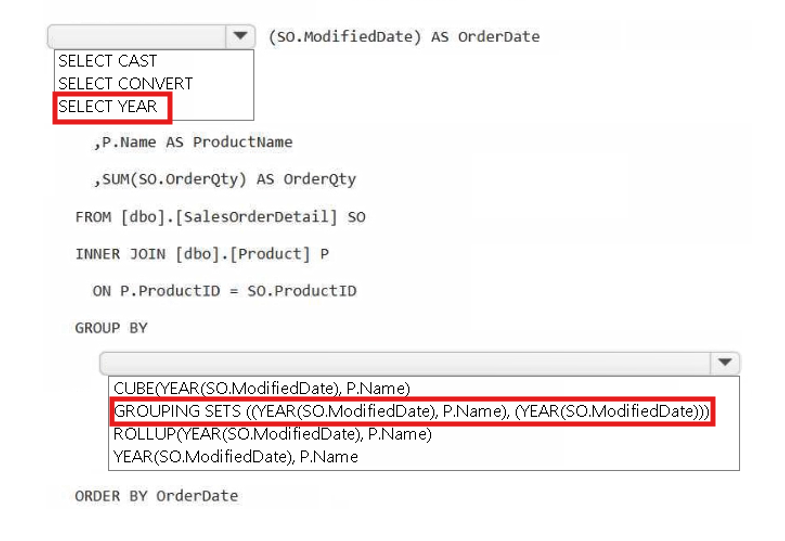 (SO.ModifiedDate) AS OrderDate
SELECT CAST
SELECT CONVERT
SELECT YEAR
,P.Name AS ProductName
,SUM(SO.OrderQty) AS OrderQty
FROM [dbo].[SalesOrderDetail] SO
INNER JOIN [dbo].[Product] P
ON P.ProductID = SO.ProductID
GROUP BY
CUBE(YEAR(SO.ModifiedDate), P.Name)
GROUPING SETS ((YEAR(SO.ModifiedDate), P.Name), (YEAR(SO.ModifiedDate)))
ROLLUP(YEAR(SO.ModifiedDate), P.Name)
YEAR(SO.ModifiedDate), P.Name
ORDER BY OrderDate